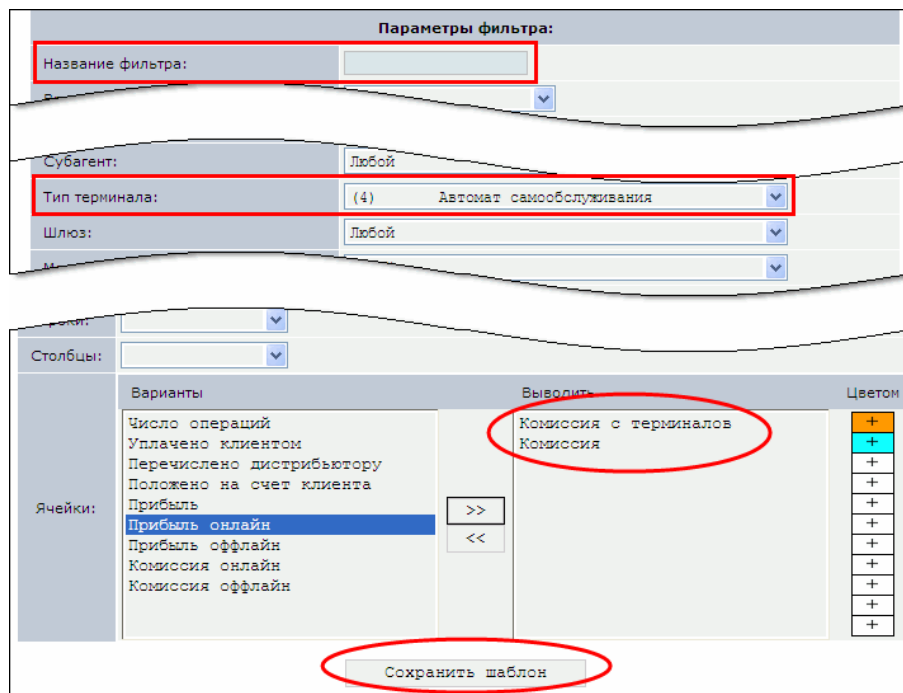 Параметры фильтра:
Название фильтра:
Субагент: Любой
Тип терминала: (4) Автомат самообслуживания
Шлюз: Любой
Столбцы:
Варианты Выводить Цветом
Ячейки:
Число операций
Уплачено клиентом
Перечислено дистрибьютору
Положено на счет клиента
Прибыль
Прибыль онлайн
Прибыль оффлайн
Комиссия онлайн
Комиссия оффлайн
>>
<<
Комиссия с терминалов
Комиссия
+
+
+
+
+
+
+
+
+
+
+
Сохранить шаблон